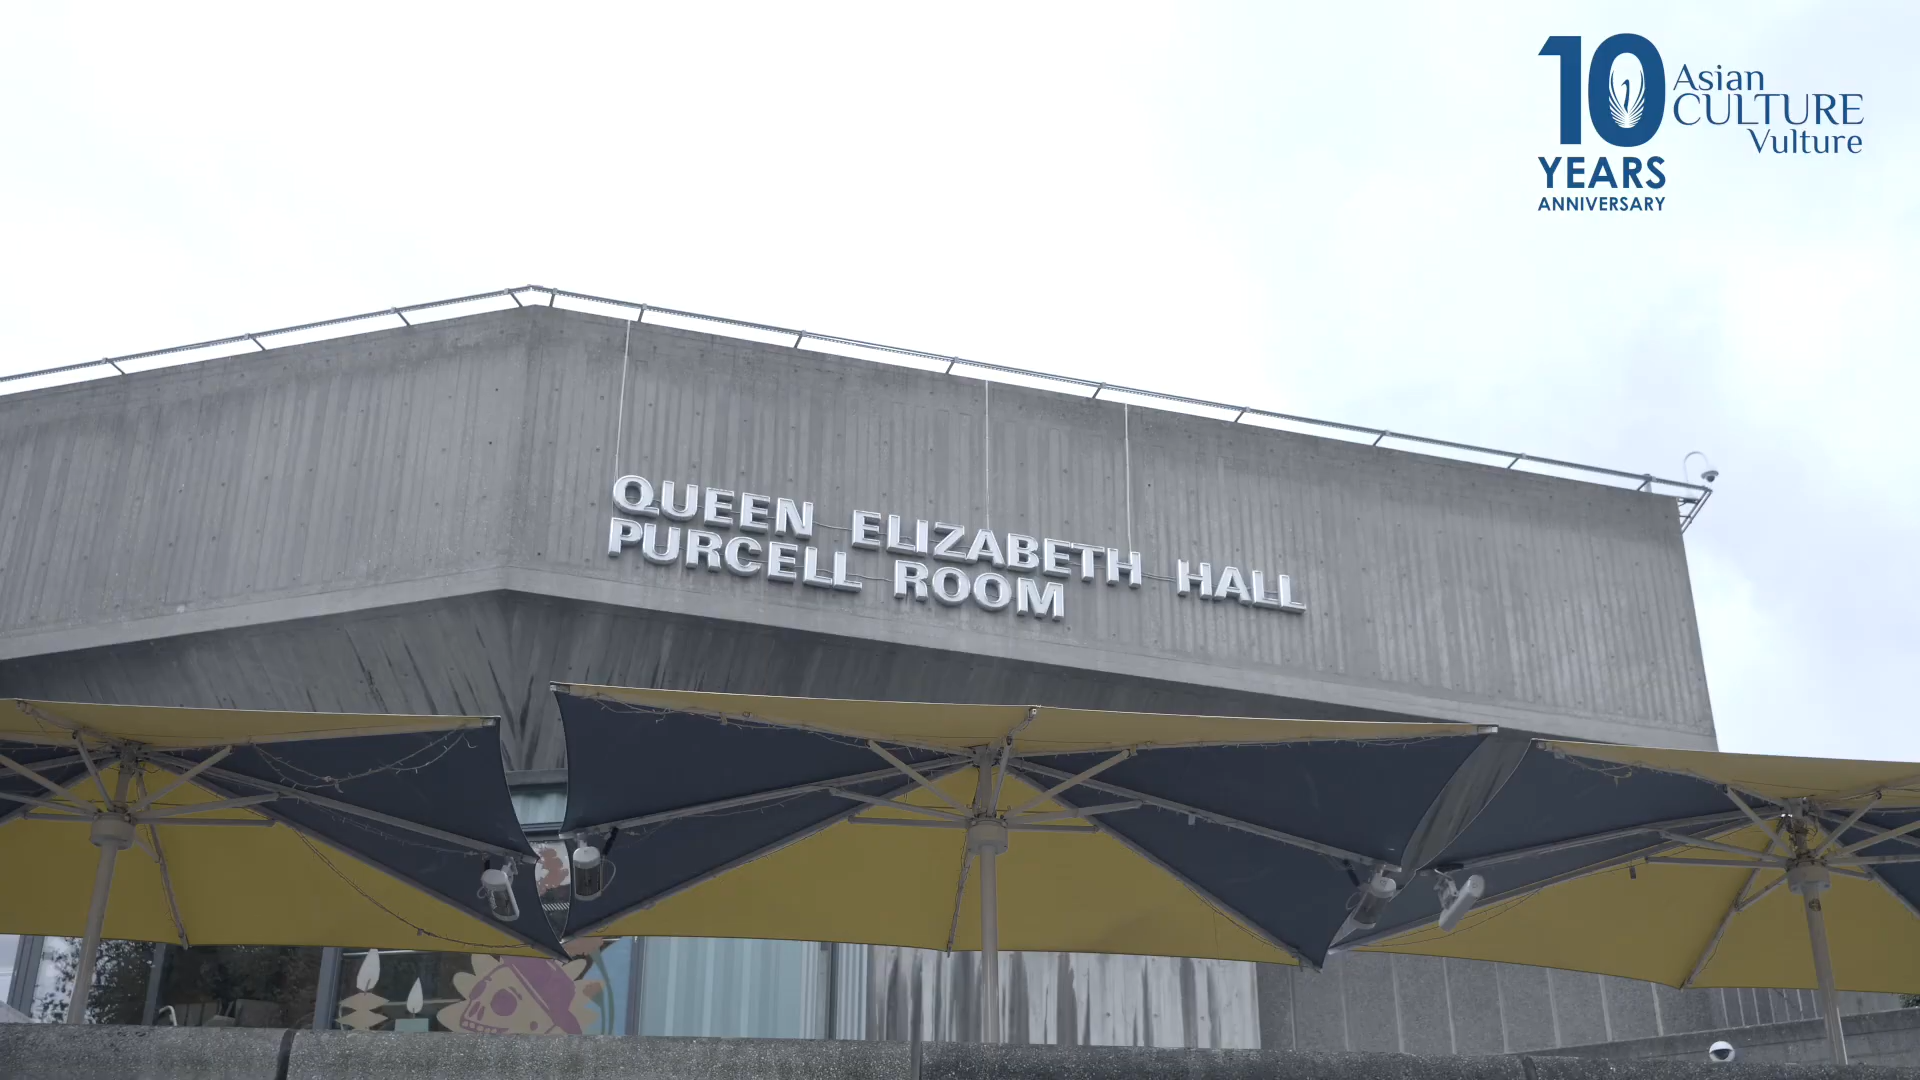 10
YEARS
ANNIVERSARY
Asian
CULTURE
Vulture
QUEEN ELIZABETH HALL
PURCELL ROOM